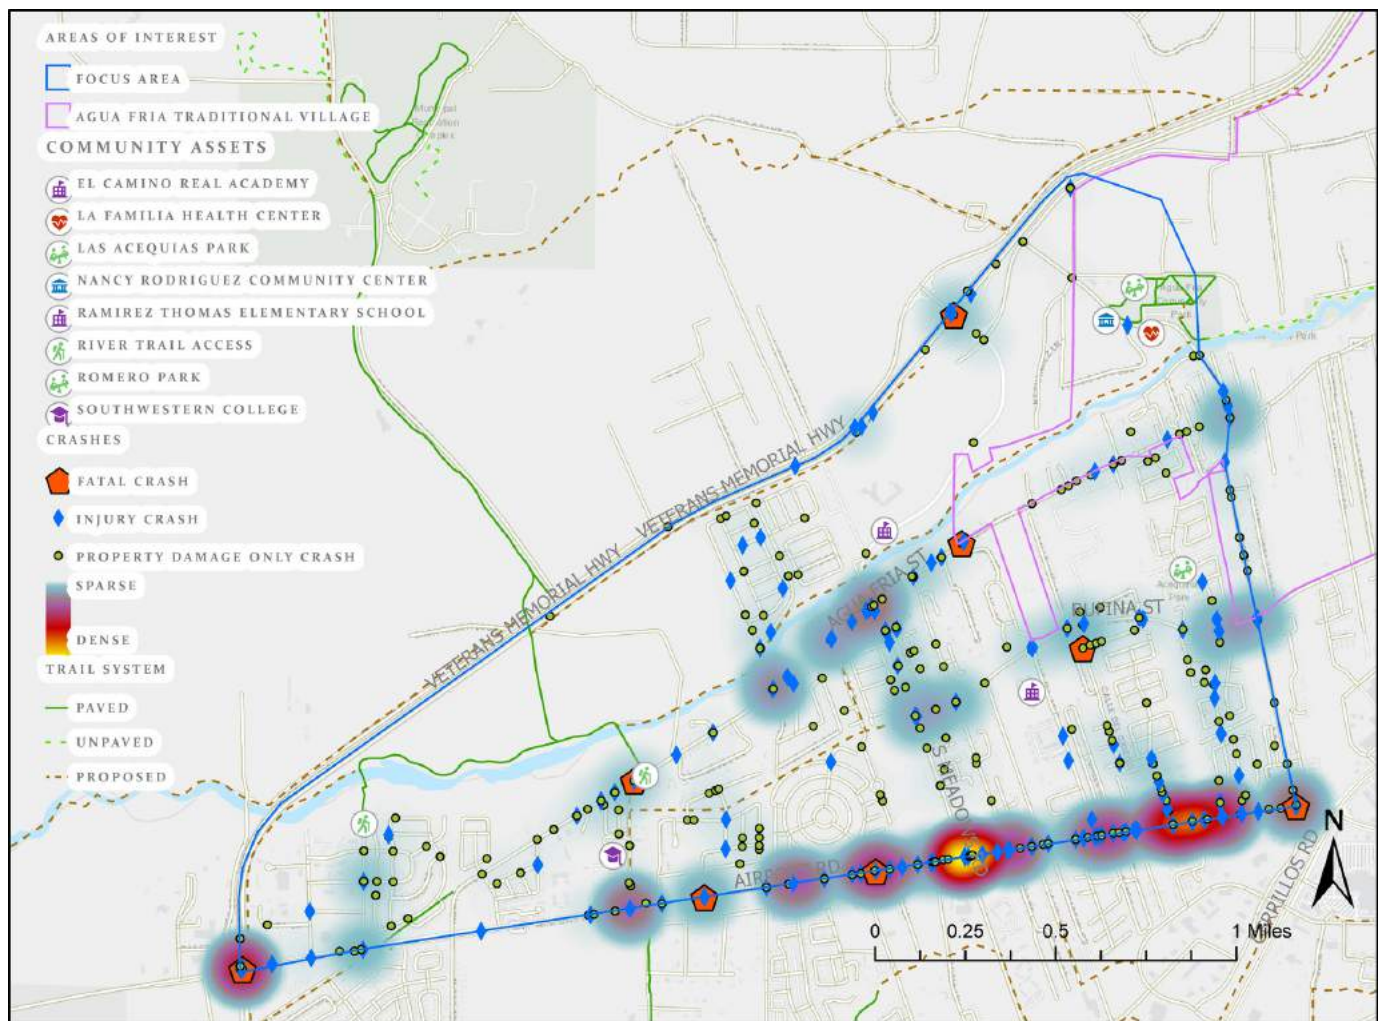 AREAS OF INTEREST
FOCUS AREA
AGUA FRIA TRADITIONAL VILLAGE
COMMUNITY ASSETS
EL CAMINO REAL ACADEMY
LA FAMILIA HEALTH CENTER
LAS ACEQUIAS PARK
NANCY RODRIGUEZ COMMUNITY CENTER
RAMIREZ THOMAS ELEMENTARY SCHOOL
RIVER TRAIL ACCESS
ROMERO PARK
SOUTHWESTERN COLLEGE
CRASHES
FATAL CRASH
INJURY CRASH
PROPERTY DAMAGE ONLY CRASH
SPARSE
DENSE
TRAIL SYSTEM
PAVED
UNPAVED
PROPOSED
Park
VETERANS MEMORIAL HWY
VETERANS MEMORIAL HWY
VETERANS MEMORIAL HWY
AGUA FRIA ST
RUFINA ST
S MEADOWS RD
RD
N
0 0.25 0.5 1 Miles